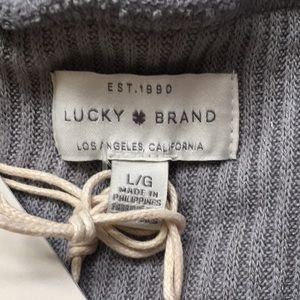 EST. 1990
LUCKY BRAND
LOS ANGELES, CALIFORNIA
L/G
MADE IN
PHILIPPINES